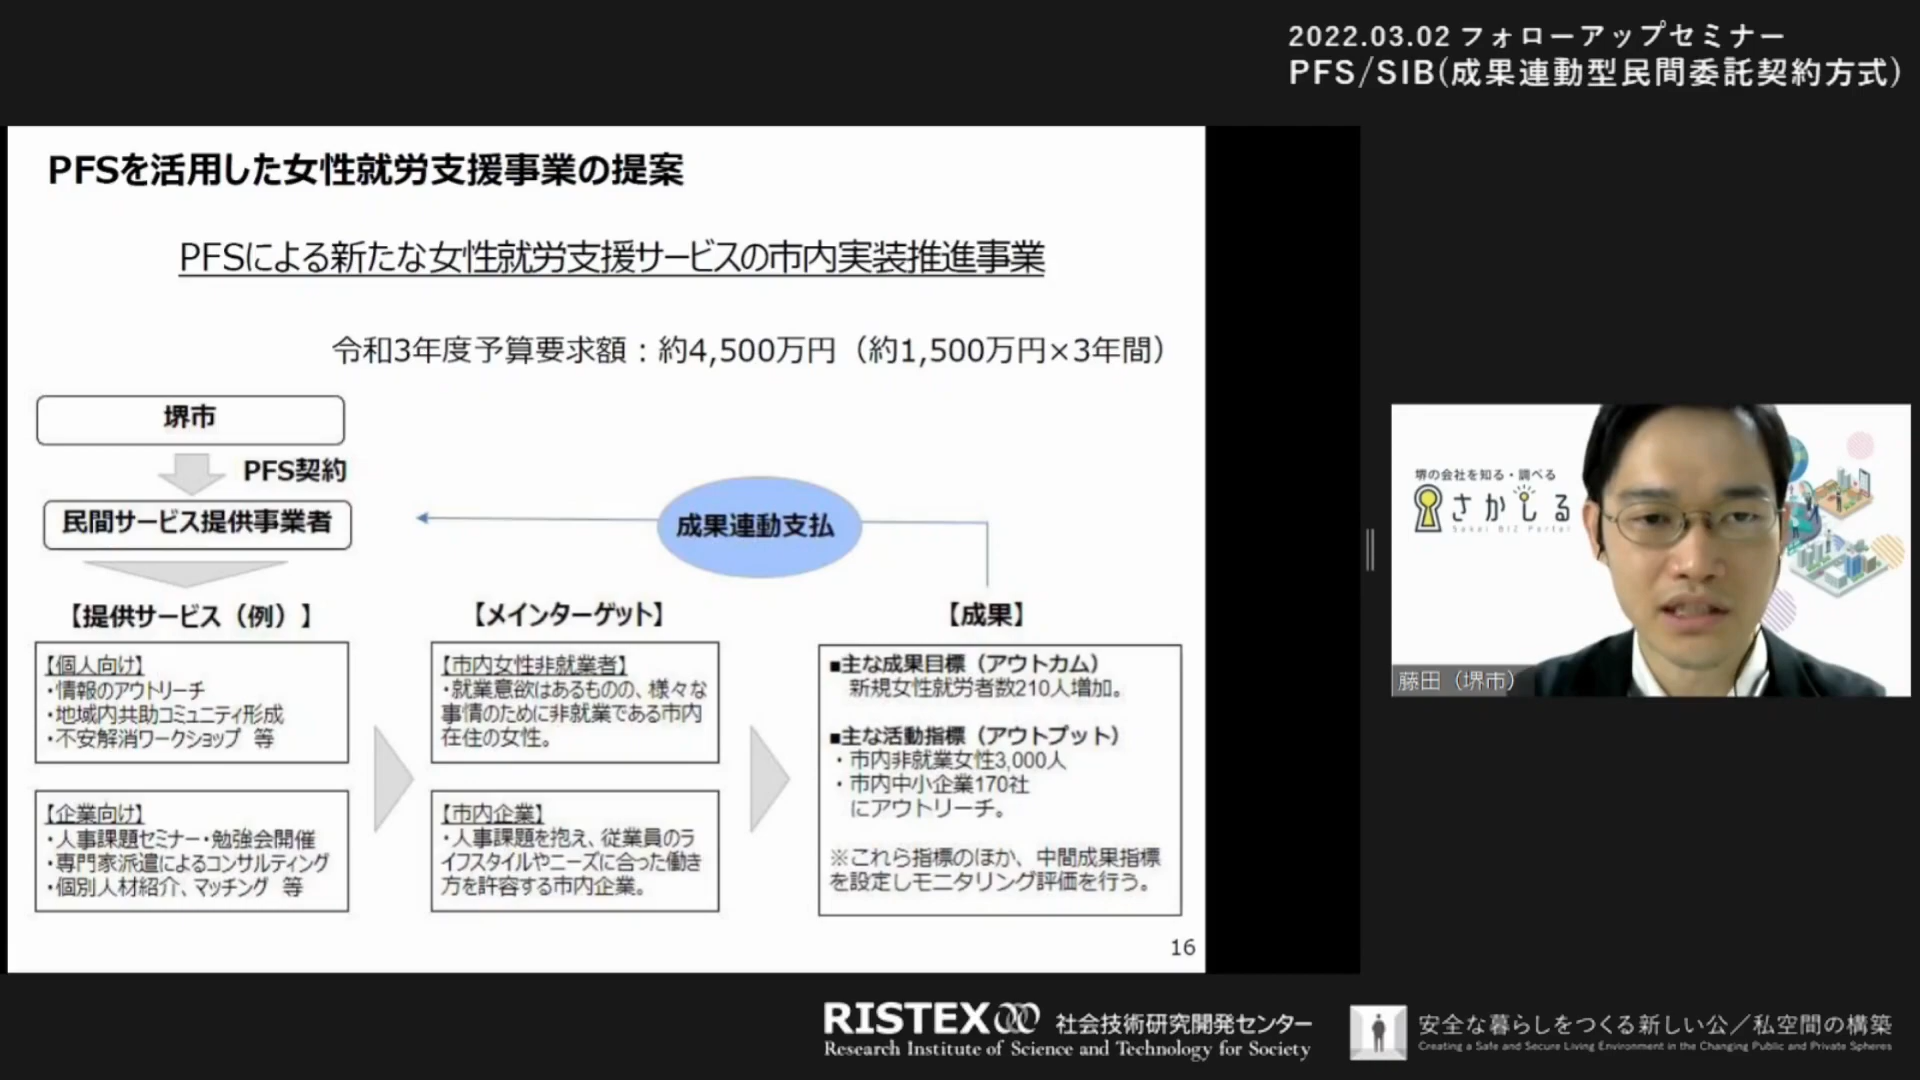 2022.03.02 フォローアップセミナー
PFS/SIB(成果連動型民間委託契約方式)
PFSを活用した女性就労支援事業の提案
PFSによる新たな女性就労支援サービスの市内実装推進事業
令和3年度予算要求額：約4,500万円（約1,500万円×3年間）
堺市
PFS契約
民間サービス提供事業者
成果連動支払
【提供サービス（例）】
【個人向け】
・情報のアウトリーチ
・地域内共助コミュニティ形成
・不安解消ワークショップ 等
【企業向け】
・人事課題セミナー・勉強会開催
・専門家派遣によるコンサルティング
・個別人材紹介、マッチング 等
【メインターゲット】
【市内女性非就業者】
・就業意欲はあるものの、様々な
事情のために非就業である市内
在住の女性。
【市内企業】
・人事課題を抱え、従業員のラ
イフスタイルやニーズに合った働き
方を許容する市内企業。
【成果】
■主な成果目標（アウトカム）
新規女性就労者数210人増加。
■主な活動指標（アウトプット）
・市内非就業女性3,000人
・市内中小企業170社
にアウトリーチ。
※これら指標のほか、中間成果指標
を設定しモニタリング評価を行う。
16
堺の会社を知る・調べる
さかしる
Sakai BIZ Portal
藤田（堺市）
RISTEX 社会技術研究開発センター
Research Institute of Science and Technology for Society
安全な暮らしをつくる新しい公／私空間の構築
Creating a Safe and Secure Living Environment in the Changing Public and Private Spheres